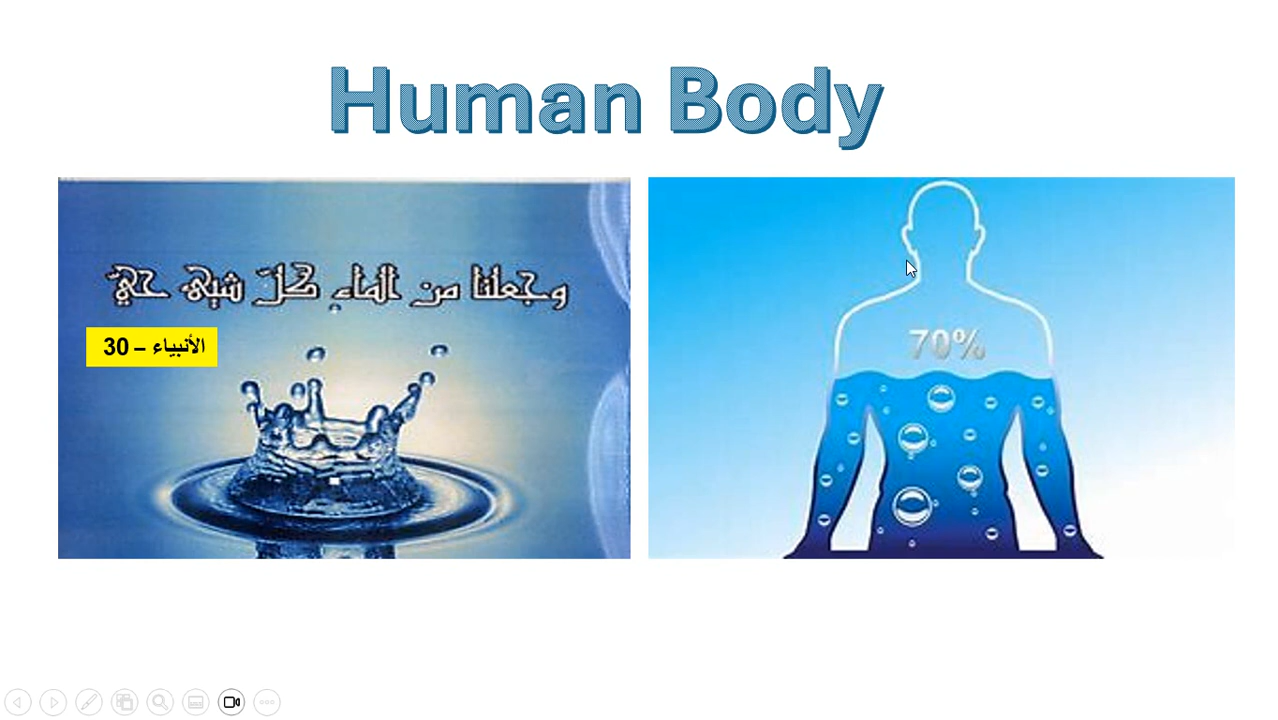 Human Body
وجعلنا من الماء كلّ شيء حيّ
الأنبياء – 30
70%